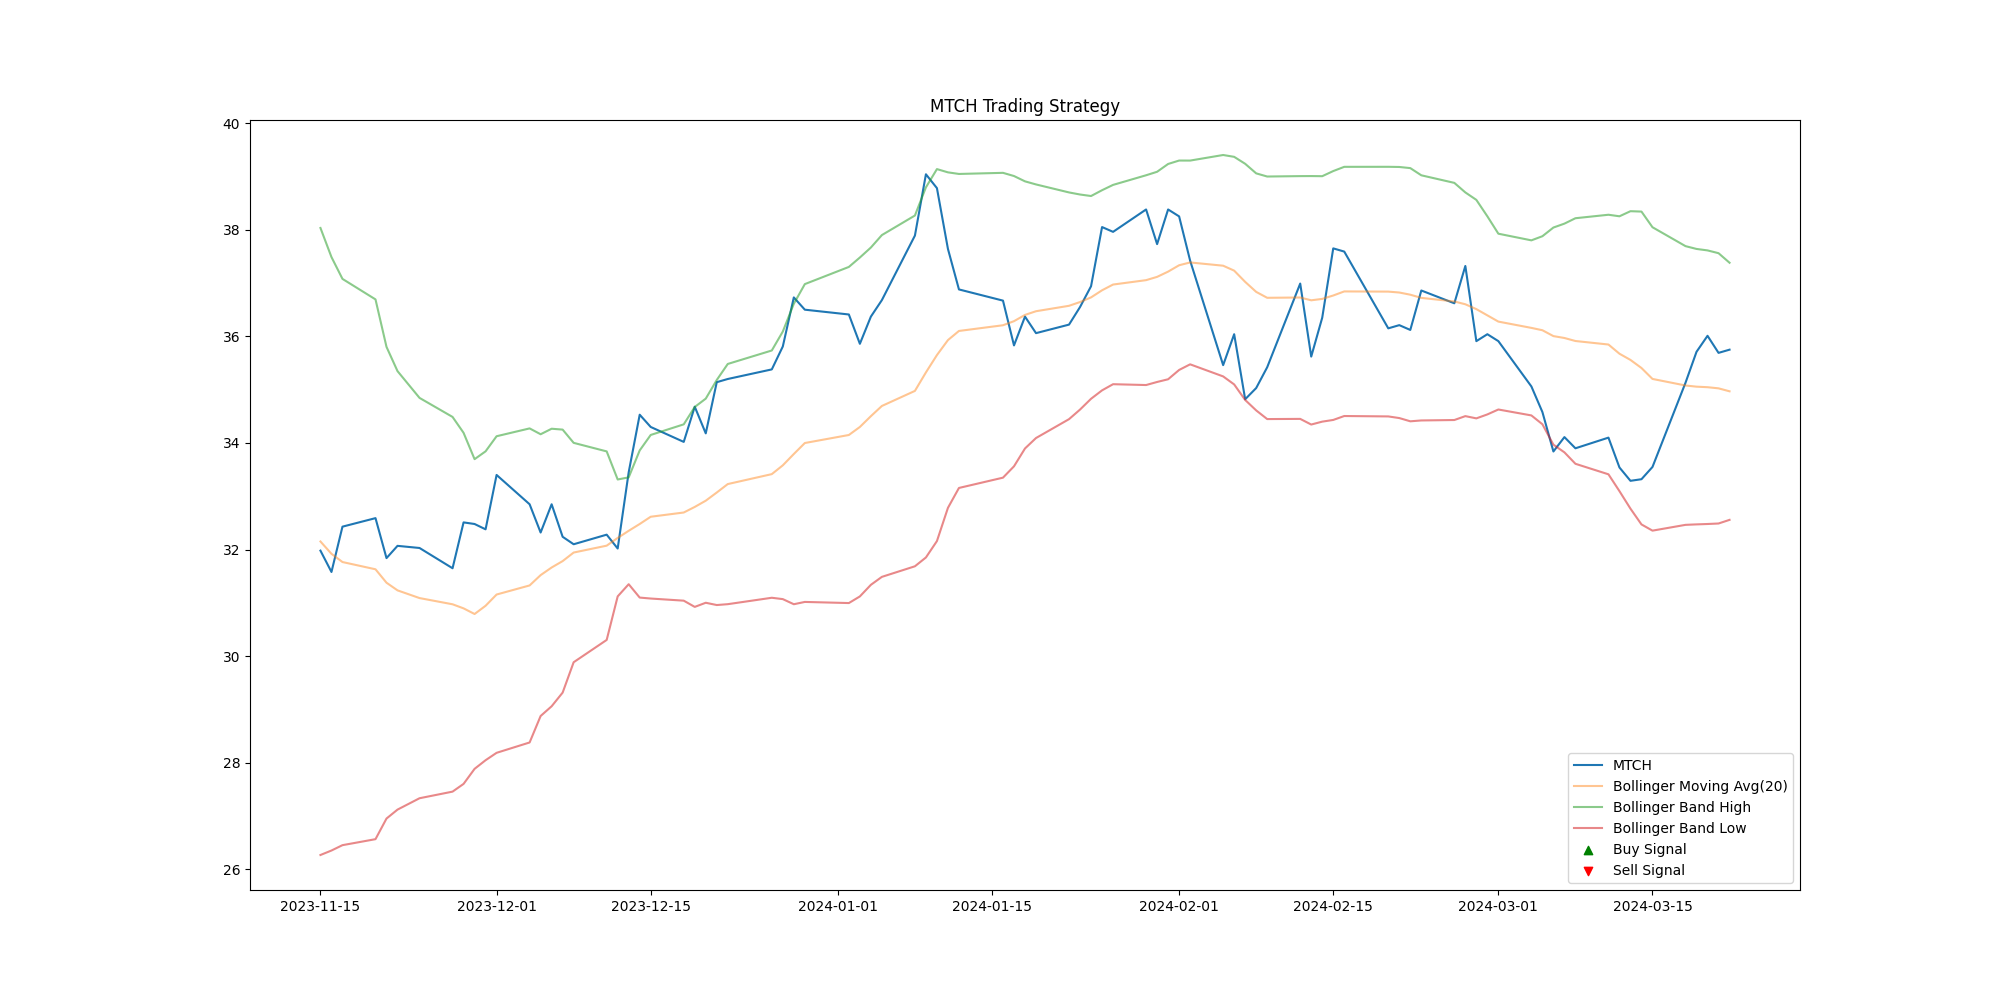 MTCH Trading Strategy
40
38
36
34
32
30
28
26
2023-11-15 2023-12-01 2023-12-15 2024-01-01 2024-01-15 2024-02-01 2024-02-15 2024-03-01 2024-03-15
MTCH
Bollinger Moving Avg(20)
Bollinger Band High
Bollinger Band Low
Buy Signal
Sell Signal